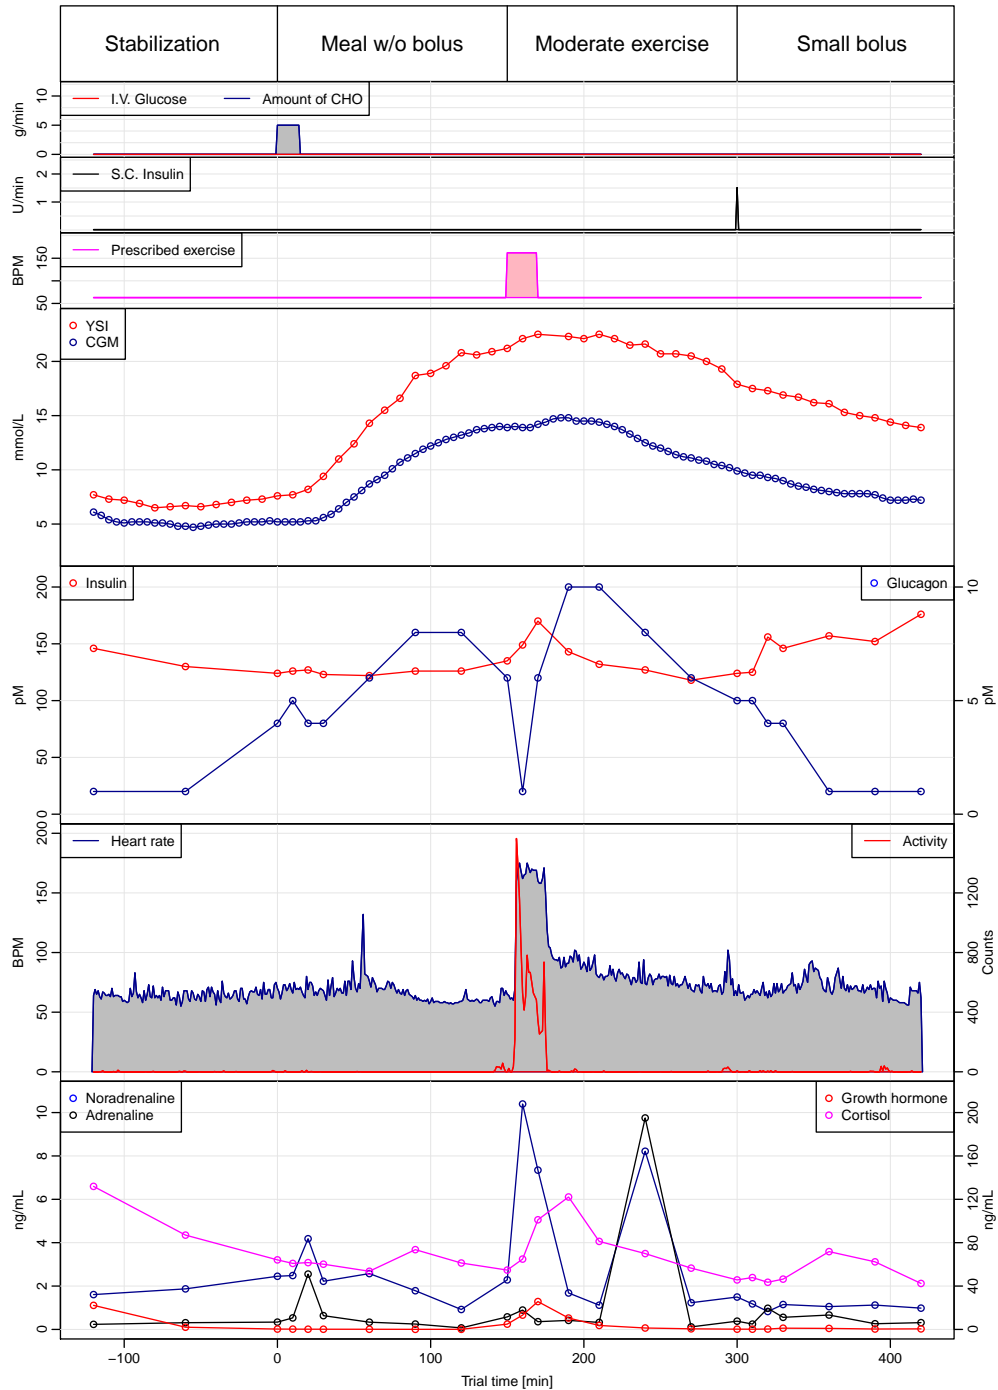 Stabilization Meal w/o bolus Moderate exercise Small bolus
I.V. Glucose Amount of CHO
g/min
0 5 10
S.C. Insulin
U/min
1 2
Prescribed exercise
BPM
50 150
YSI
CGM
mmol/L
5 10 15 20
Insulin
Glucagon
pM
0 50 100 150 200
pM
0 5 10
Heart rate
Activity
BPM
0 50 100 150 200
Counts
0 400 800 1200
Noradrenaline
Adrenaline
Growth hormone
Cortisol
ng/mL
0 2 4 6 8 10
ng/mL
0 40 80 120 160 200
−100 0 100 200 300 400
Trial time [min]